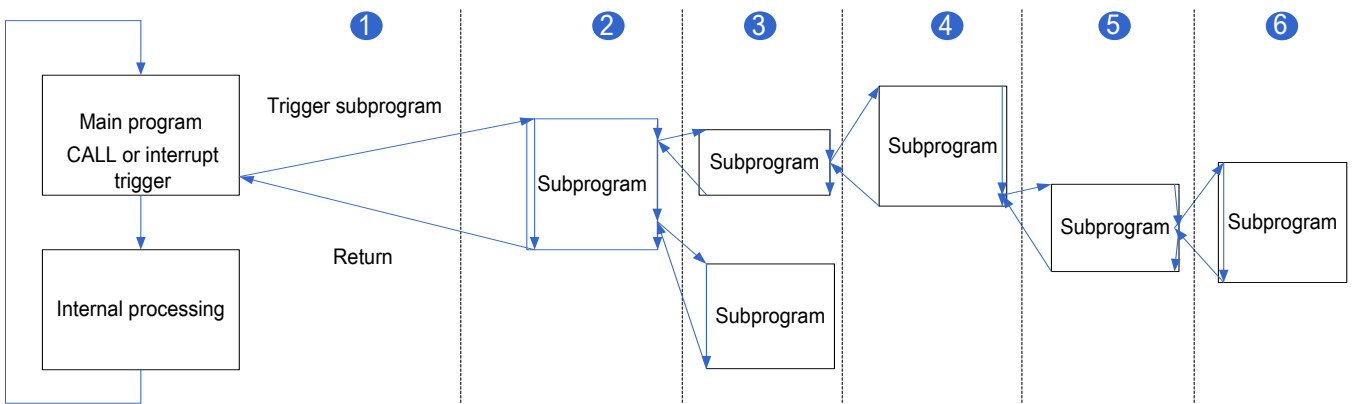 1
2
3
4
5
6
Main program
CALL or interrupt
trigger
Trigger subprogram
Return
Internal processing
Subprogram
Subprogram
Subprogram
Subprogram
Subprogram
Subprogram